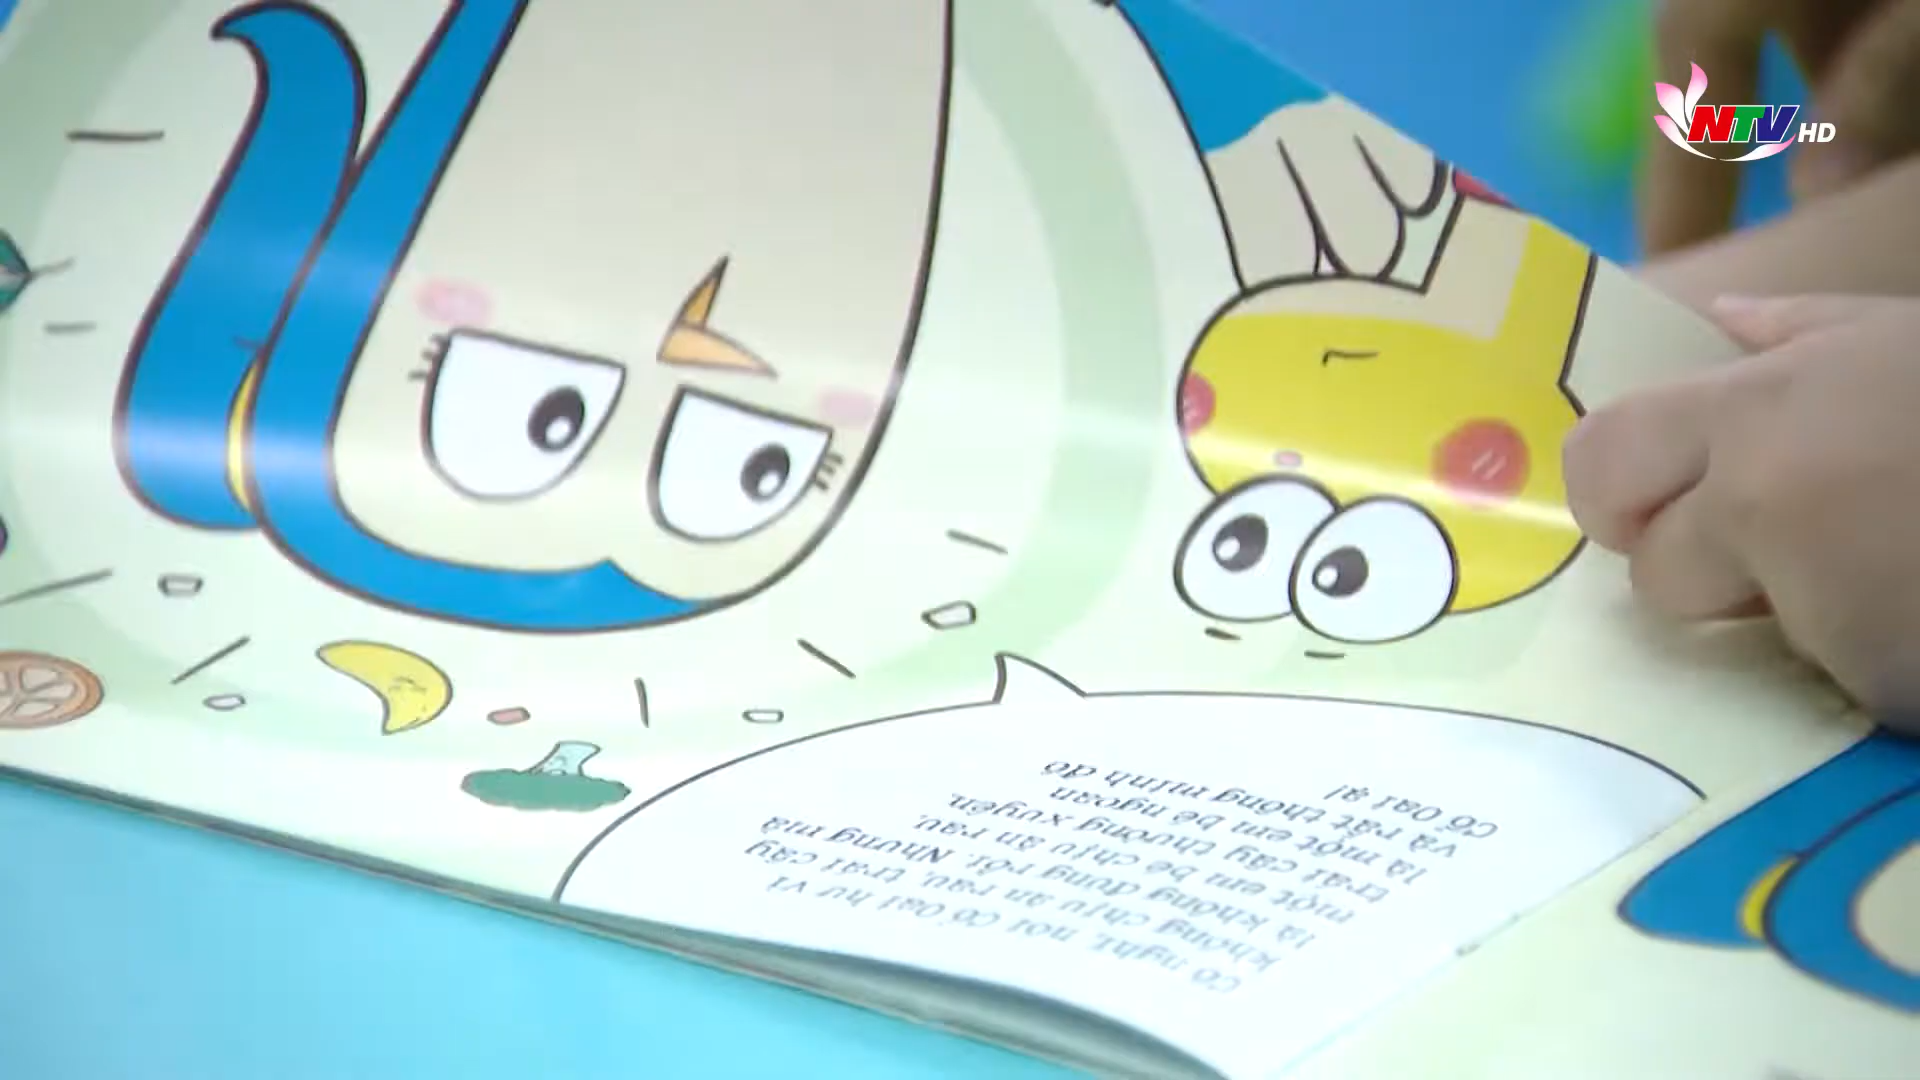 NTV HD
Cô nghĩ, nói Cố Oai hư vì
không chịu ăn rau, trái cây
là không đúng rồi. Nhưng mà
một em bé chịu ăn rau,
trái cây thường xuyên,
là một em bé ngoan
và rất thông minh đó
Cố Oai ạ!